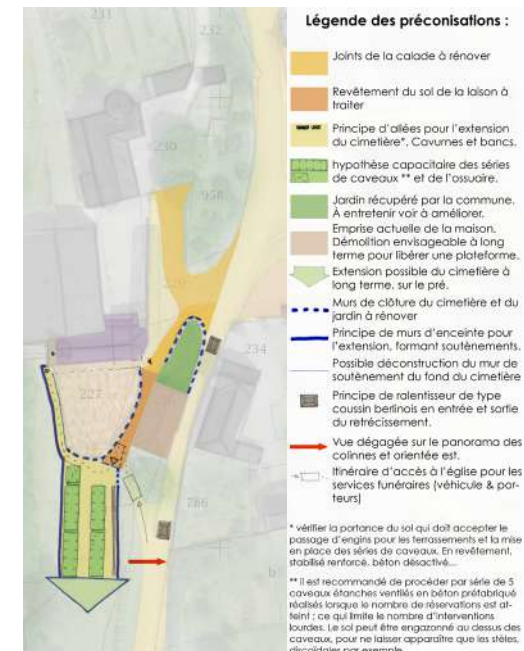 231
232
230
958
229
234
227
786
b
Légende des préconisations :
Joints de la calade à rénover
Revêtement du sol de la laison à
traiter
Principe d'allées pour l'extension
du cimetière*, Cavurnes et bancs.
hypothèse capacitaire des séries
de caveaux ** et de l'ossuaire.
Jardin récupéré par la commune.
À entretenir voir à améliorer.
Emprise actuelle de la maison.
Démolition envisageable à long
terme pour libérer une plateforme.
Extension possible du cimetière à
long terme, sur le pré.
Murs de clôture du cimetière et du
jardin à rénover
Principe de murs d'enceinte pour
l'extension, formant soutènements.
Possible déconstruction du mur de
soutènement du fond du cimetière
Principe de ralentisseur de type
coussin berlinois en entrée et sortie
du retrécissement.
Vue dégagée sur le panorama des
colinnes et orientée est.
Itinéraire d'accès à l'église pour les
services funéraires (véhicule & por-
teurs)
* vérifier la portance du sol qui doit accepter le
passage d'engins pour les terrassements et la mise
en place des séries de caveaux. En revêtement,
stabilisé renforcé, béton désactivé...
** il est recommandé de procéder par série de 5
caveaux étanches ventilés en béton préfabriqué
réalisés lorsque le nombre de réservations est at-
teint ; ce qui limite le nombre d'interventions
lourdes. Le sol peut être engazonné au dessus des
caveaux, pour ne laisser apparaître que les stèles,
discoïdales par exemple.